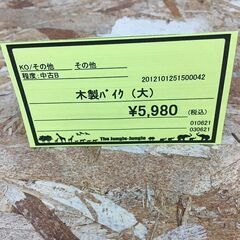 KO/その他 その他
程度:中古B
2012101251500042
木製ﾊﾞｲｸ (大)
¥5,980 (税込)
010621
030621
The Jungle-Jungle